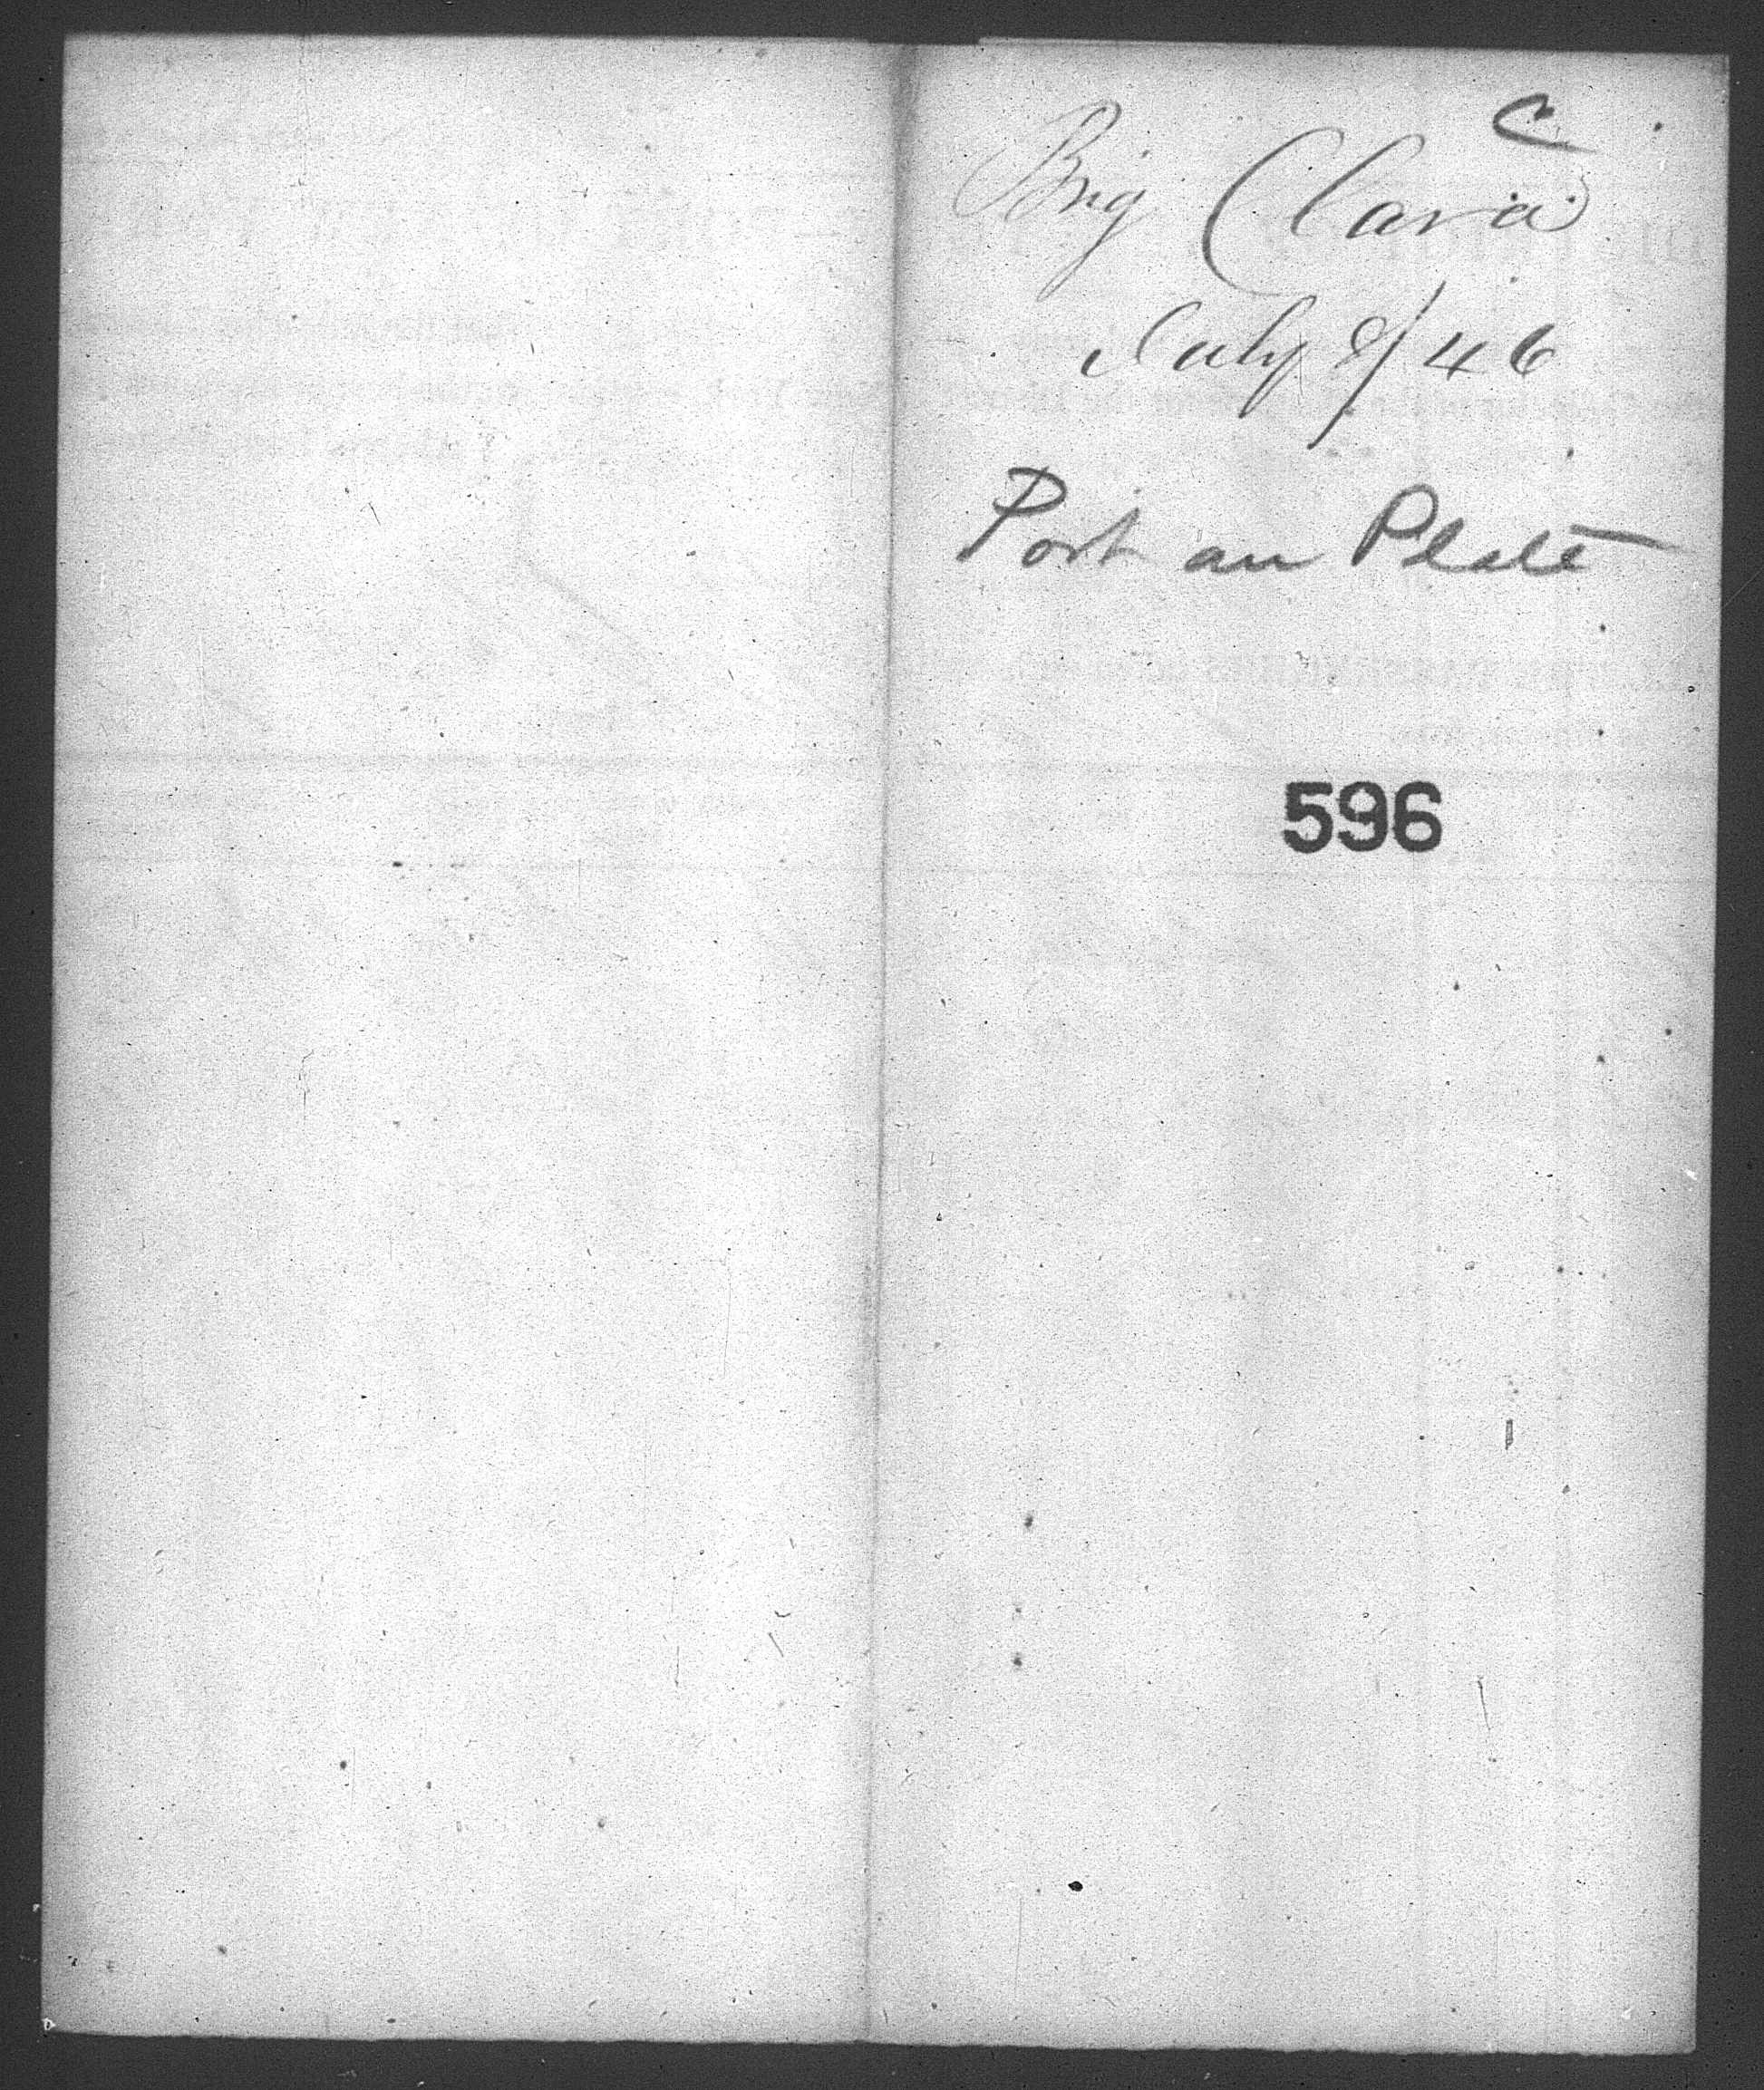 C
Brig Clara
July 8/46
Port au Plate
596